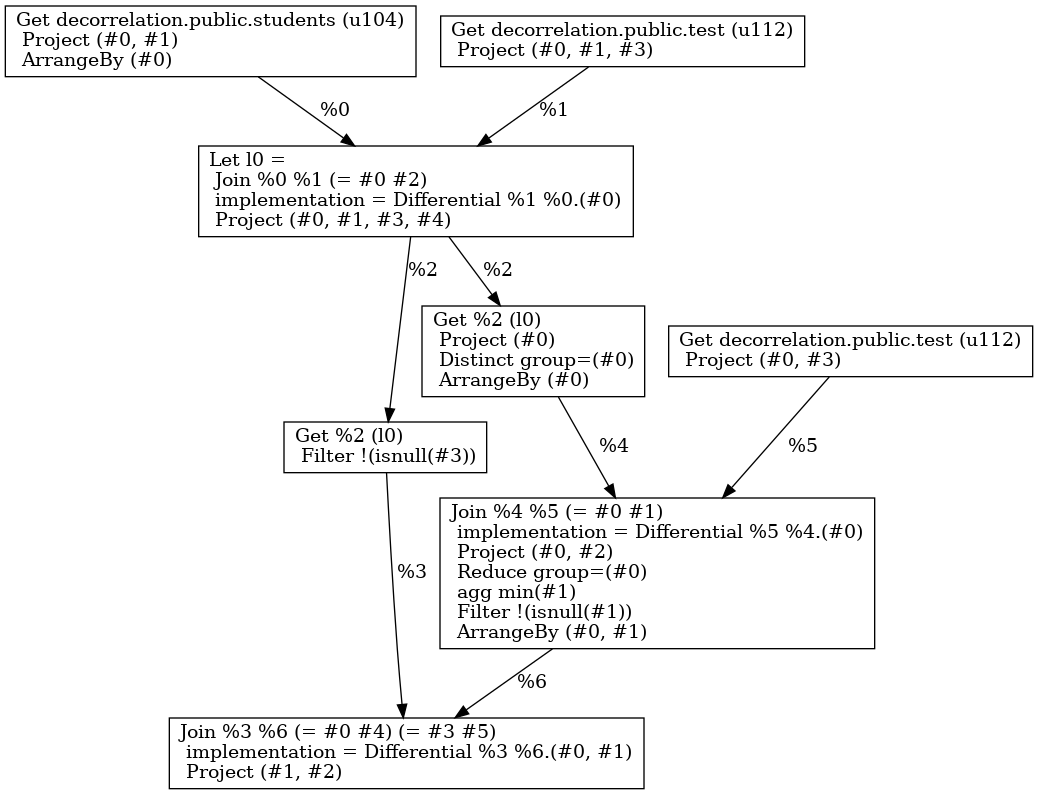 Get decorrelation.public.students (u104)
Project (#0, #1)
ArrangeBy (#0)
Get decorrelation.public.test (u112)
Project (#0, #1, #3)
%0
%1
Let l0 =
Join %0 %1 (= #0 #2)
implementation = Differential %1 %0.(#0)
Project (#0, #1, #3, #4)
%2
%2
Get %2 (l0)
Project (#0)
Distinct group=(#0)
ArrangeBy (#0)
Get decorrelation.public.test (u112)
Project (#0, #3)
Get %2 (l0)
Filter !(isnull(#3))
%4
%5
Join %4 %5 (= #0 #1)
implementation = Differential %5 %4.(#0)
Project (#0, #2)
Reduce group=(#0)
agg min(#1)
Filter !(isnull(#1))
ArrangeBy (#0, #1)
%3
%6
Join %3 %6 (= #0 #4) (= #3 #5)
implementation = Differential %3 %6.(#0, #1)
Project (#1, #2)